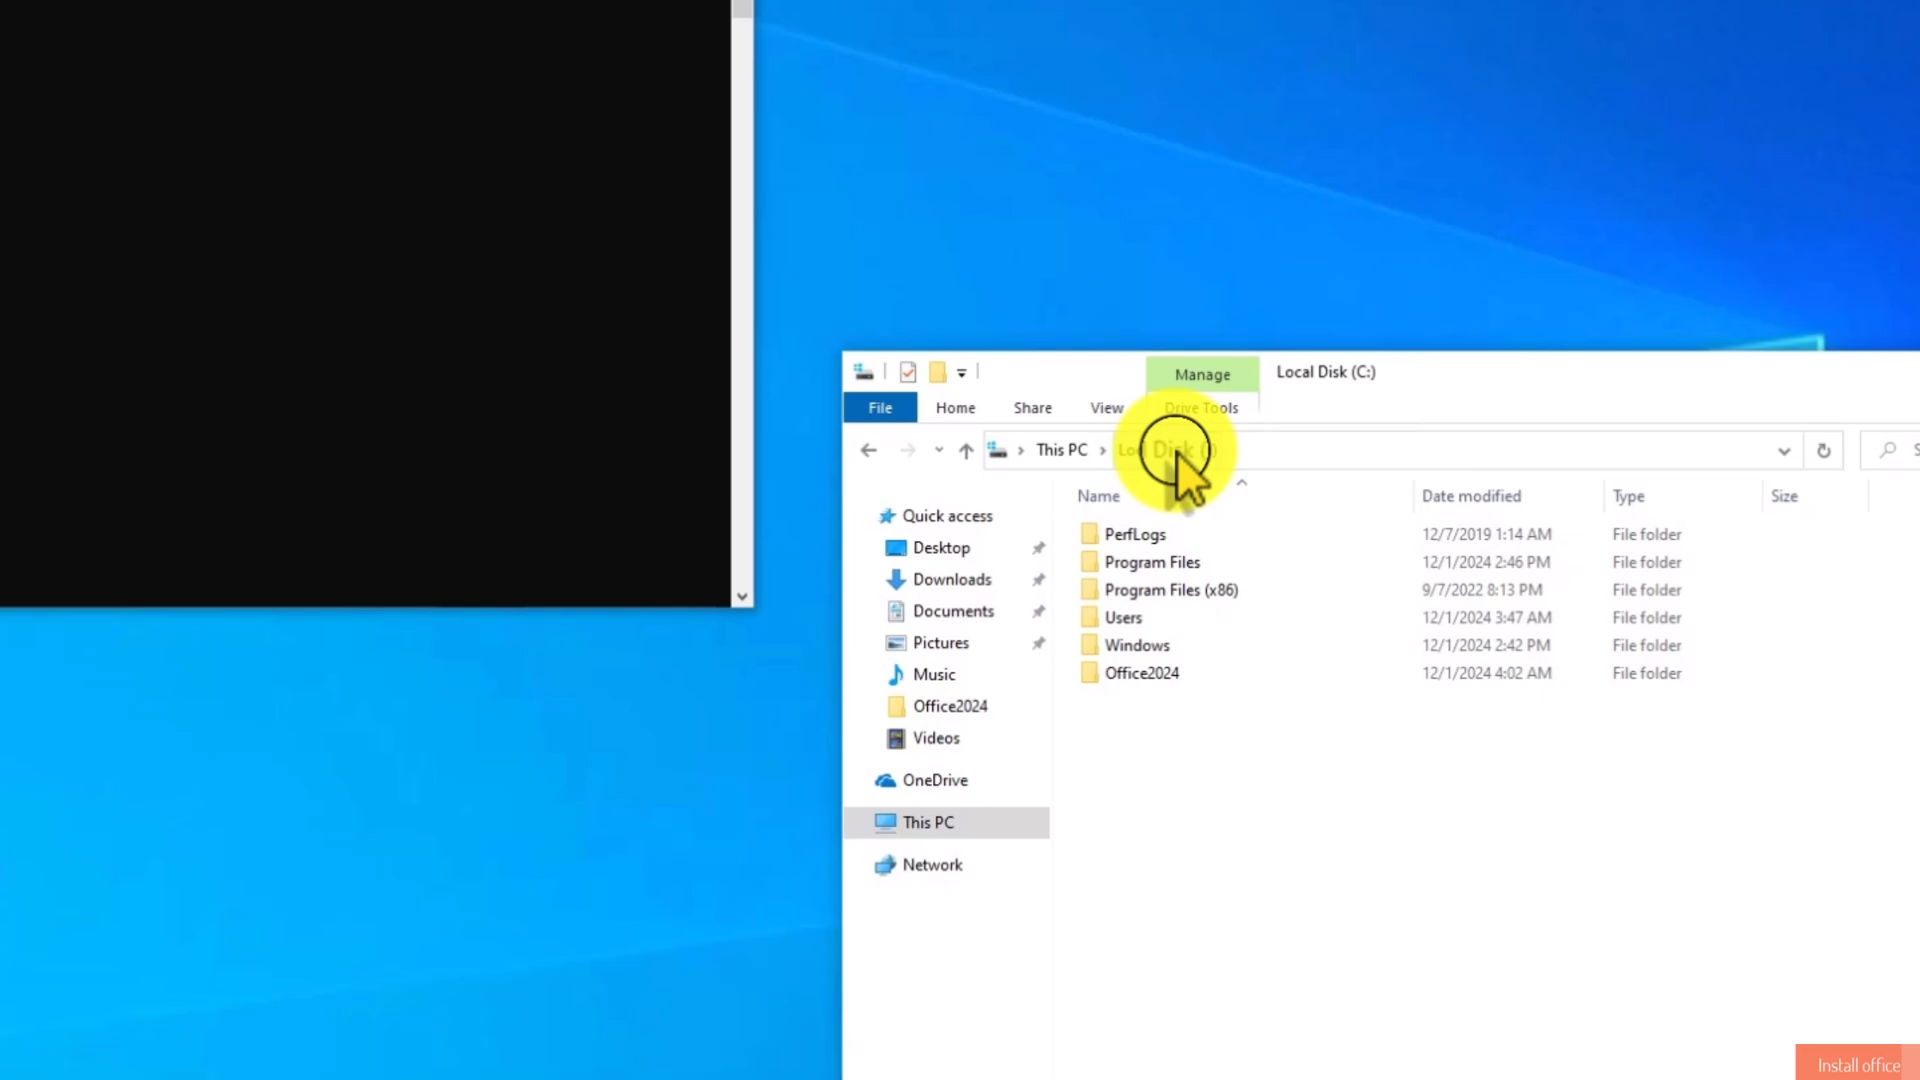 Manage
Local Disk (C:)
File
Home
Share
View
Drive Tools
This PC
Disk
Name
Date modified
Type
Size
Quick access
Desktop
Downloads
Documents
Pictures
Music
Office2024
Videos
OneDrive
This PC
Network
PerfLogs 12/7/2019 1:14 AM File folder
Program Files 12/1/2024 2:46 PM File folder
Program Files (x86) 9/7/2022 8:13 PM File folder
Users 12/1/2024 3:47 AM File folder
Windows 12/1/2024 2:42 PM File folder
Office2024 12/1/2024 4:02 AM File folder
Install office